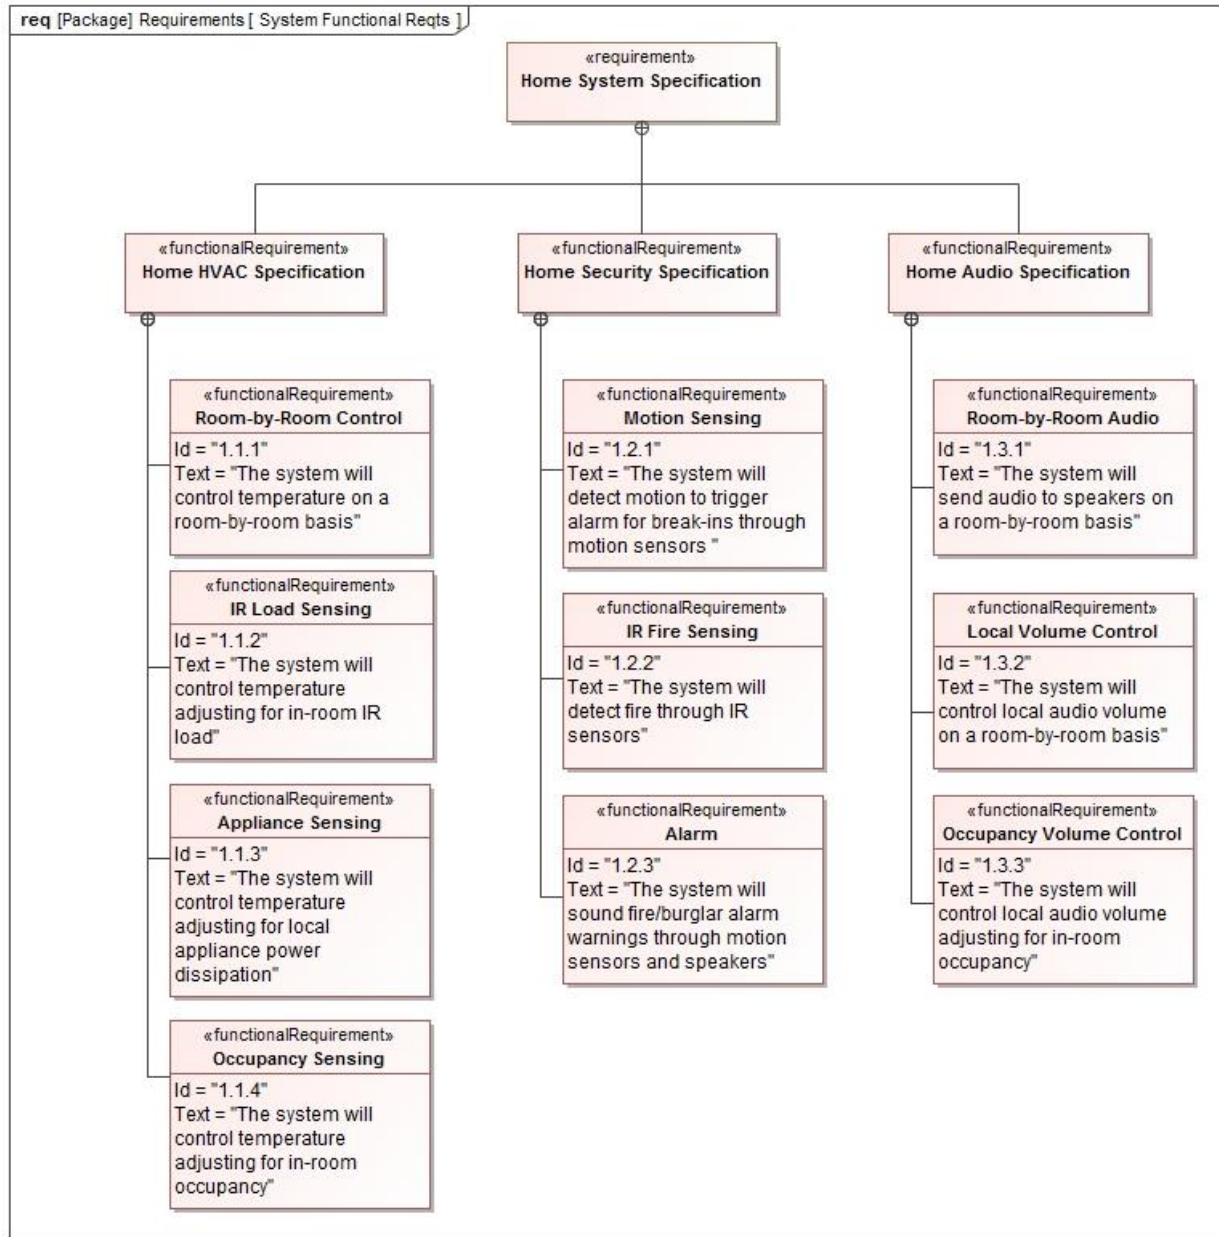 req [Package] Requirements [ System Functional Reqts ]
«requirement»
Home System Specification
«functionalRequirement»
Home HVAC Specification
«functionalRequirement»
Home Security Specification
«functionalRequirement»
Home Audio Specification
«functionalRequirement»
Room-by-Room Control
Id = "1.1.1"
Text = "The system will
control temperature on a
room-by-room basis"
«functionalRequirement»
IR Load Sensing
Id = "1.1.2"
Text = "The system will
control temperature
adjusting for in-room IR
load"
«functionalRequirement»
Appliance Sensing
Id = "1.1.3"
Text = "The system will
control temperature
adjusting for local
appliance power
dissipation"
«functionalRequirement»
Occupancy Sensing
Id = "1.1.4"
Text = "The system will
control temperature
adjusting for in-room
occupancy"
«functionalRequirement»
Motion Sensing
Id = "1.2.1"
Text = "The system will
detect motion to trigger
alarm for break-ins through
motion sensors "
«functionalRequirement»
IR Fire Sensing
Id = "1.2.2"
Text = "The system will
detect fire through IR
sensors"
«functionalRequirement»
Alarm
Id = "1.2.3"
Text = "The system will
sound fire/burglar alarm
warnings through motion
sensors and speakers"
«functionalRequirement»
Room-by-Room Audio
Id = "1.3.1"
Text = "The system will
send audio to speakers on
a room-by-room basis"
«functionalRequirement»
Local Volume Control
Id = "1.3.2"
Text = "The system will
control local audio volume
on a room-by-room basis"
«functionalRequirement»
Occupancy Volume Control
Id = "1.3.3"
Text = "The system will
control local audio volume
adjusting for in-room
occupancy"